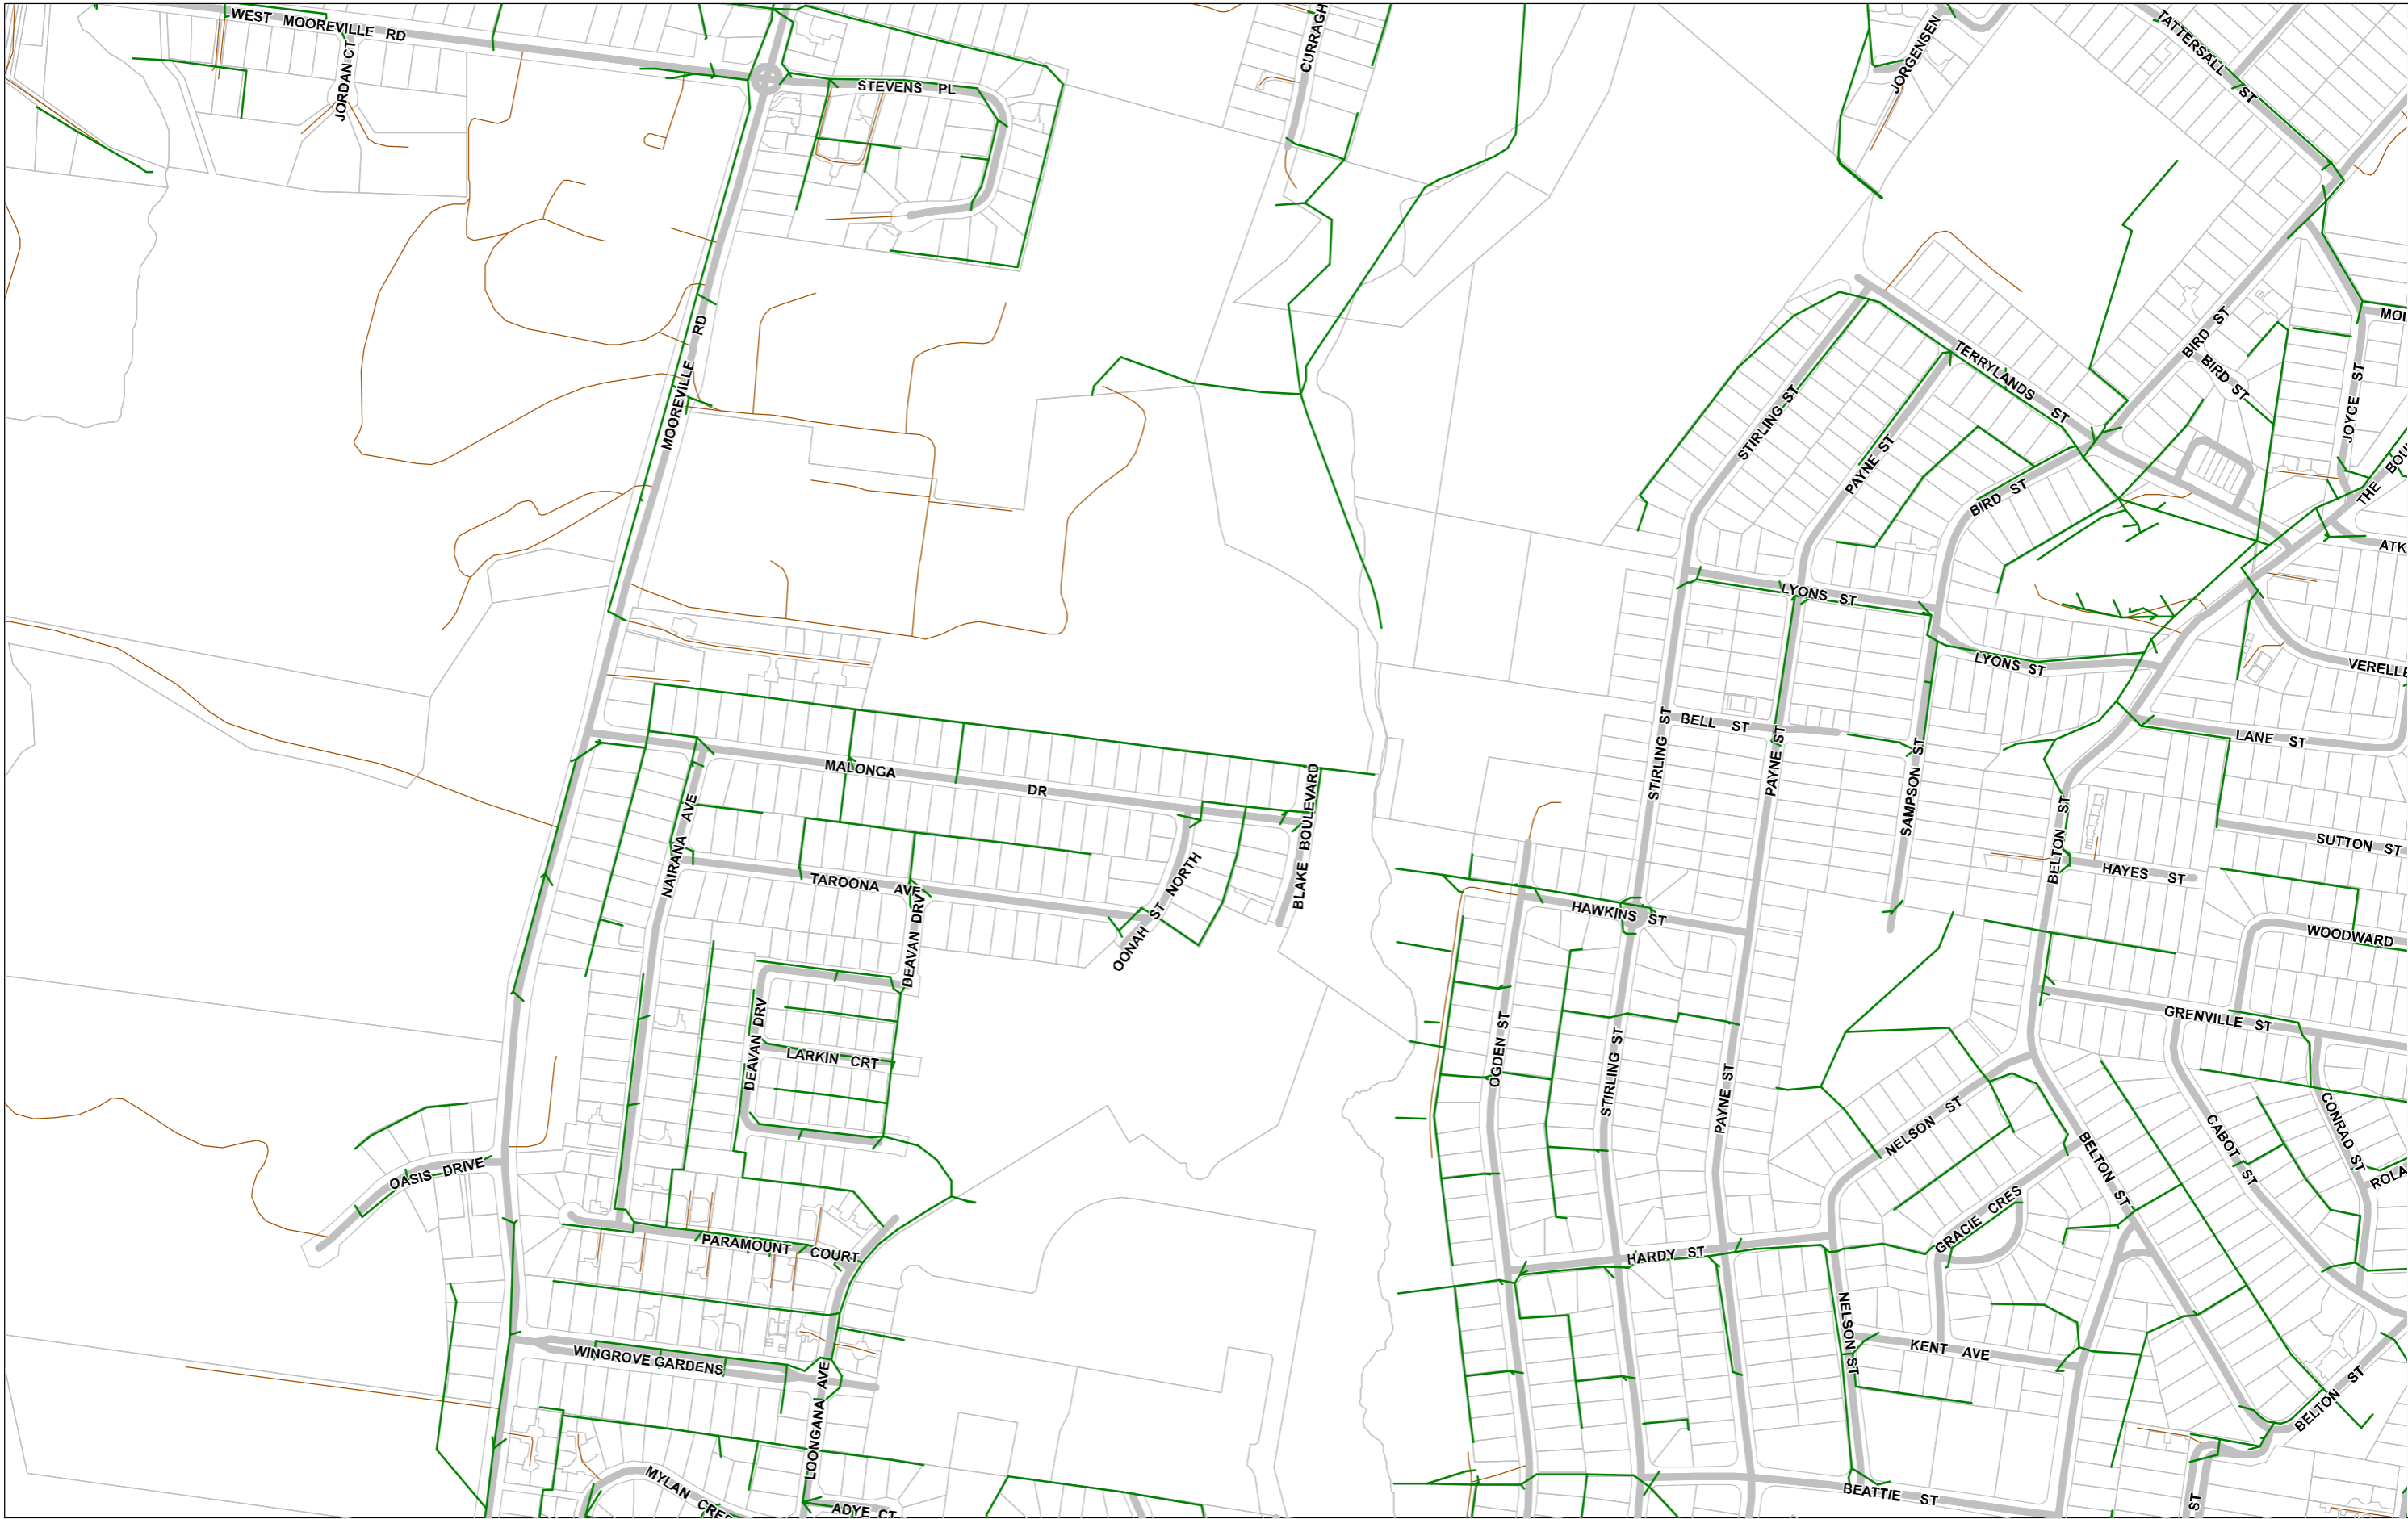 WEST MOOREVILLE RD
JORDAN CT
STEVENS PL
CURRAGH
JORGENSEN
TATTERSALL ST
MOOREVILLE RD
BIRD ST
BIRD ST
MOI
JOYCE ST
TERRYLANDS ST
STIRLING ST
PAYNE ST
BIRD ST
THE BOU
ATK
LYONS ST
LYONS ST
VERELLE
BELL ST
LANE ST
STIRLING ST
PAYNE ST
SAMPSON ST
BELTON ST
SUTTON ST
HAYES ST
MALONGA DR
NAIRANA AVE
TAROONA AVE
OONAH ST NORTH
BLAKE BOULEVARD
DEAVAN DRV
DEAVAN DRV
LARKIN CRT
HAWKINS ST
WOODWARD
GRENVILLE ST
OGDEN ST
STIRLING ST
PAYNE ST
NELSON ST
BELTON ST
CABOT ST
CONRAD ST
ROLA
OASIS DRIVE
PARAMOUNT COURT
HARDY ST
GRACIE CRES
NELSON ST
KENT AVE
WINGROVE GARDENS
LOONGANA AVE
BELTON ST
MYLAN CRES
ADYE CT
BEATTIE ST
ST